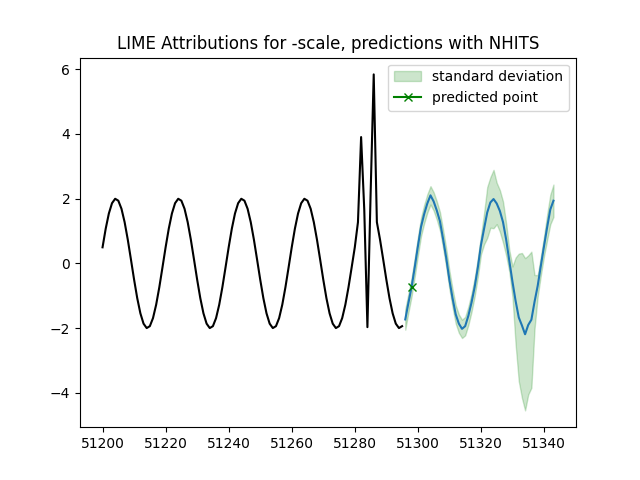 LIME Attributions for -scale, predictions with NHITS
standard deviation
predicted point
6
4
2
0
−2
−4
51200 51220 51240 51260 51280 51300 51320 51340